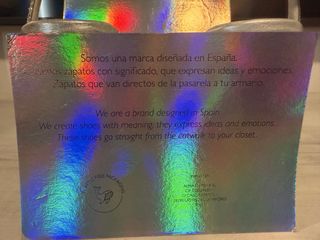 Somos una marca diseñada en España.
zapatos con significado, que expresan ideas y emociones.
Zapatos que van directos de la pasarela a tu armario.
We are a brand designed in Spain.
We create shoes with meaning, they express ideas and emotions.
These shoes go straight from the catwalk to your closet.